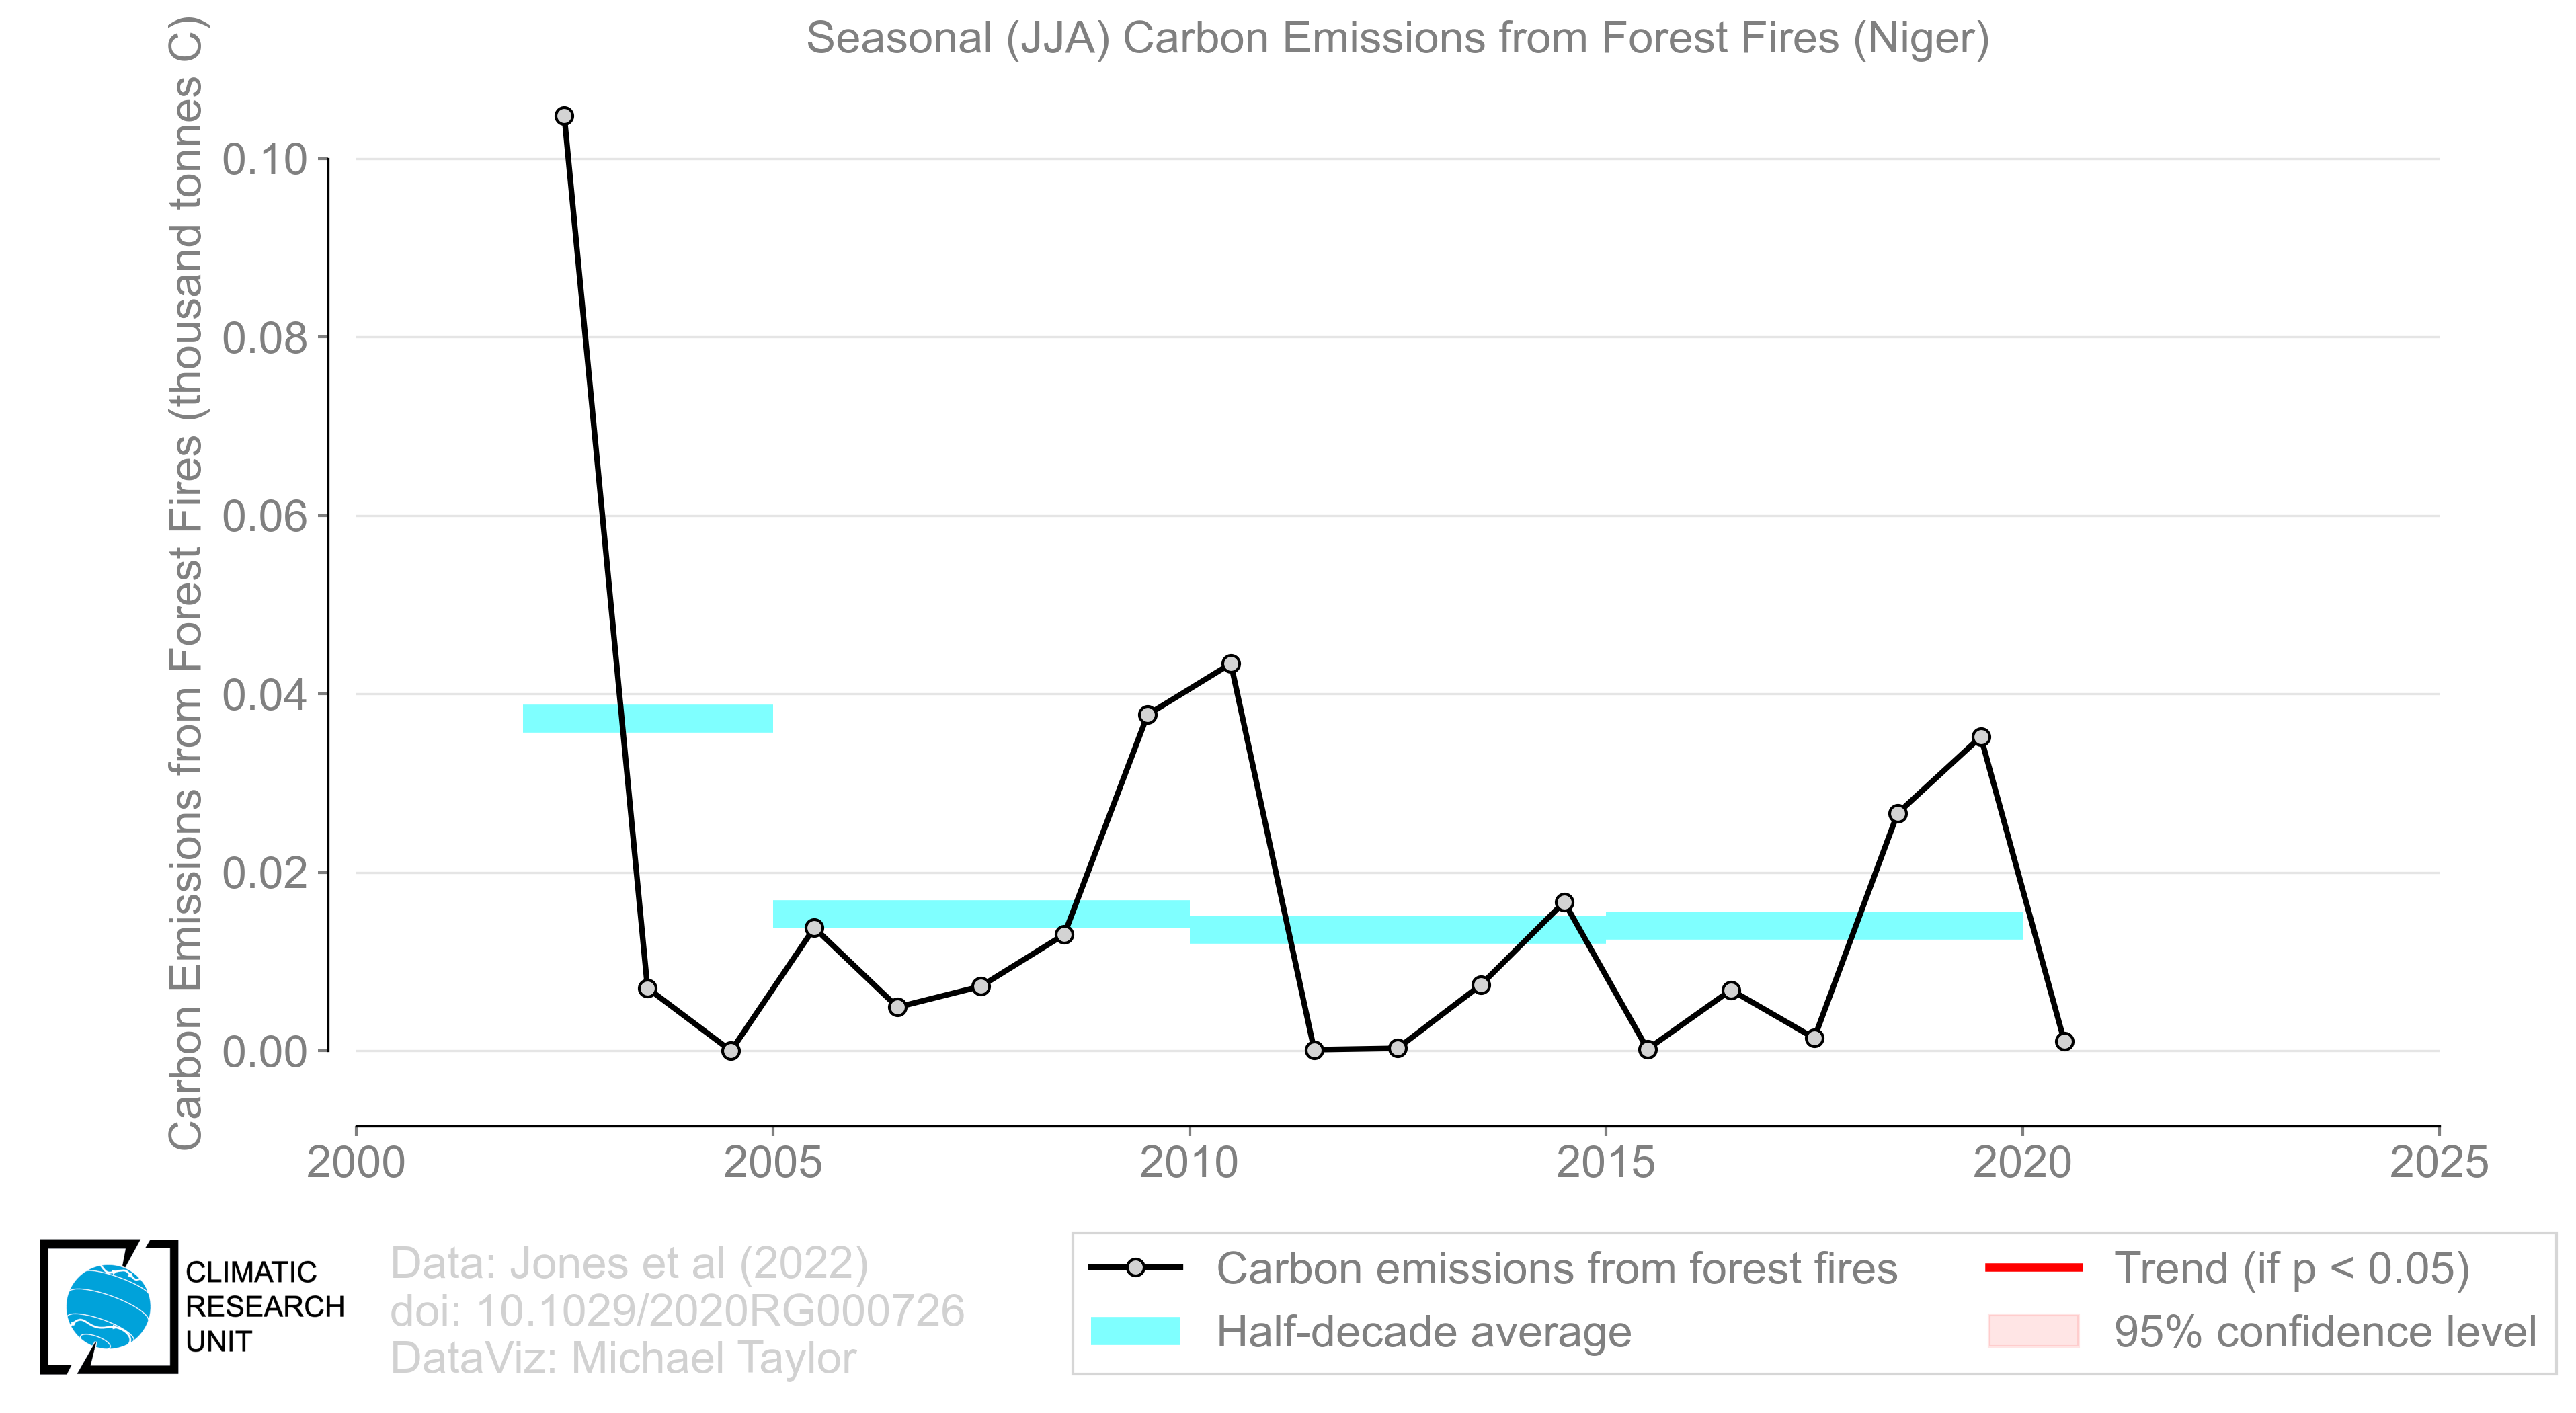 Seasonal (JJA) Carbon Emissions from Forest Fires (Niger)
Carbon Emissions from Forest Fires (thousand tonnes C)
0.10
0.08
0.06
0.04
0.02
0.00
2000 2005 2010 2015 2020 2025
CLIMATIC
RESEARCH
UNIT
Data: Jones et al (2022)
doi: 10.1029/2020RG000726
DataViz: Michael Taylor
Carbon emissions from forest fires
Half-decade average
Trend (if p < 0.05)
95% confidence level